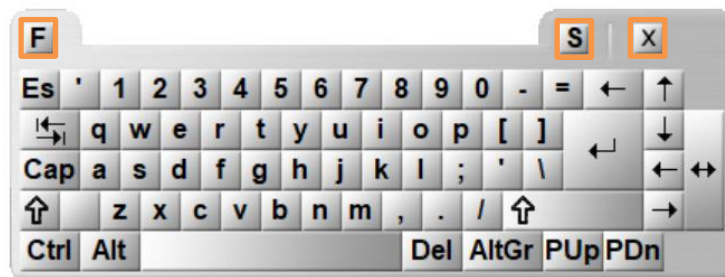 F S X
Es ' 1 2 3 4 5 6 7 8 9 0 - = ←  ↑
q w e r t y u i o p [ ] ↵ ↓
Cap a s d f g h j k l ; ' \ ← ↔
⇧ z x c v b n m , . / ⇧ →
Ctrl Alt Del AltGr PUp PDn